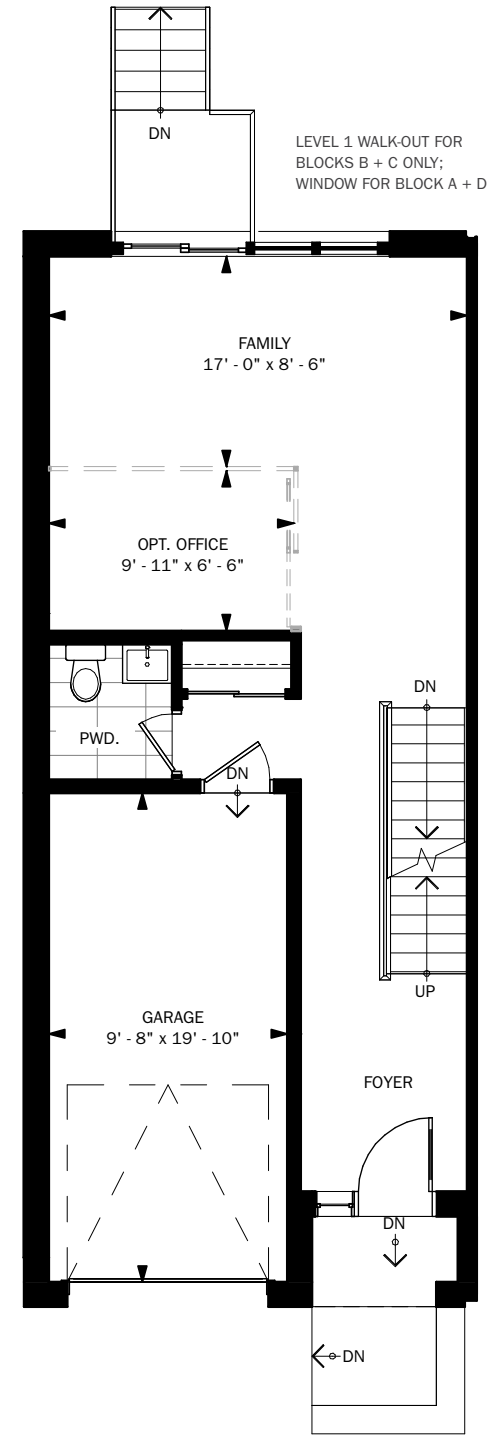 DN
LEVEL 1 WALK-OUT FOR
BLOCKS B + C ONLY;
WINDOW FOR BLOCK A + D
FAMILY
17' - 0" x 8' - 6"
OPT. OFFICE
9' - 11" x 6' - 6"
DN
PWD.
DN
UP
GARAGE
9' - 8" x 19' - 10"
FOYER
DN
DN